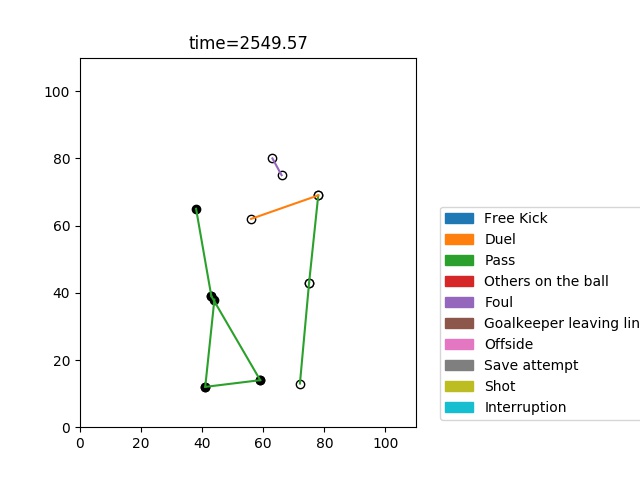 time=2549.57
100
80
60
40
20
0
0 20 40 60 80 100
Free Kick
Duel
Pass
Others on the ball
Foul
Goalkeeper leaving lin
Offside
Save attempt
Shot
Interruption